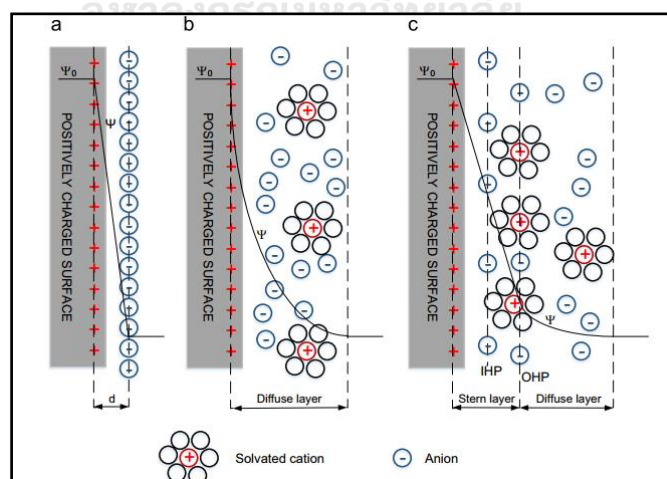 a
b
c
Ψ0
Ψ
POSITIVELY CHARGED SURFACE
d
Ψ0
Ψ
POSITIVELY CHARGED SURFACE
Diffuse layer
Ψ0
Ψ
POSITIVELY CHARGED SURFACE
IHP
OHP
Stern layer
Diffuse layer
Solvated cation
Anion